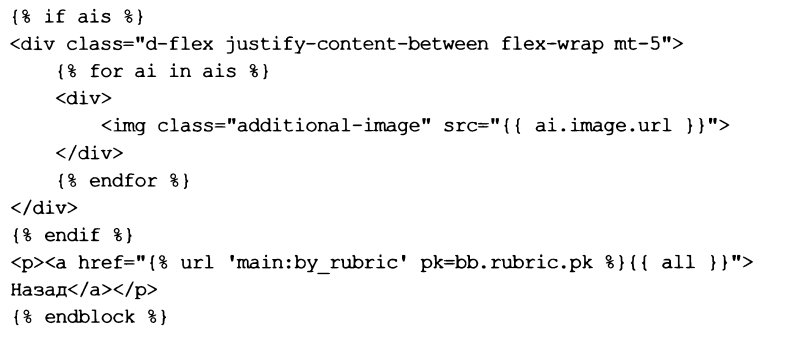 {% if ais %}
<div class="d-flex justify-content-between flex-wrap mt-5">
    {% for ai in ais %}
    <div>
        <img class="additional-image" src="{{ ai.image.url }}">
    </div>
    {% endfor %}
</div>
{% endif %}
<p><a href="{% url 'main:by_rubric' pk=bb.rubric.pk %}{{ all }}">
Назад</a></p>
{% endblock %}